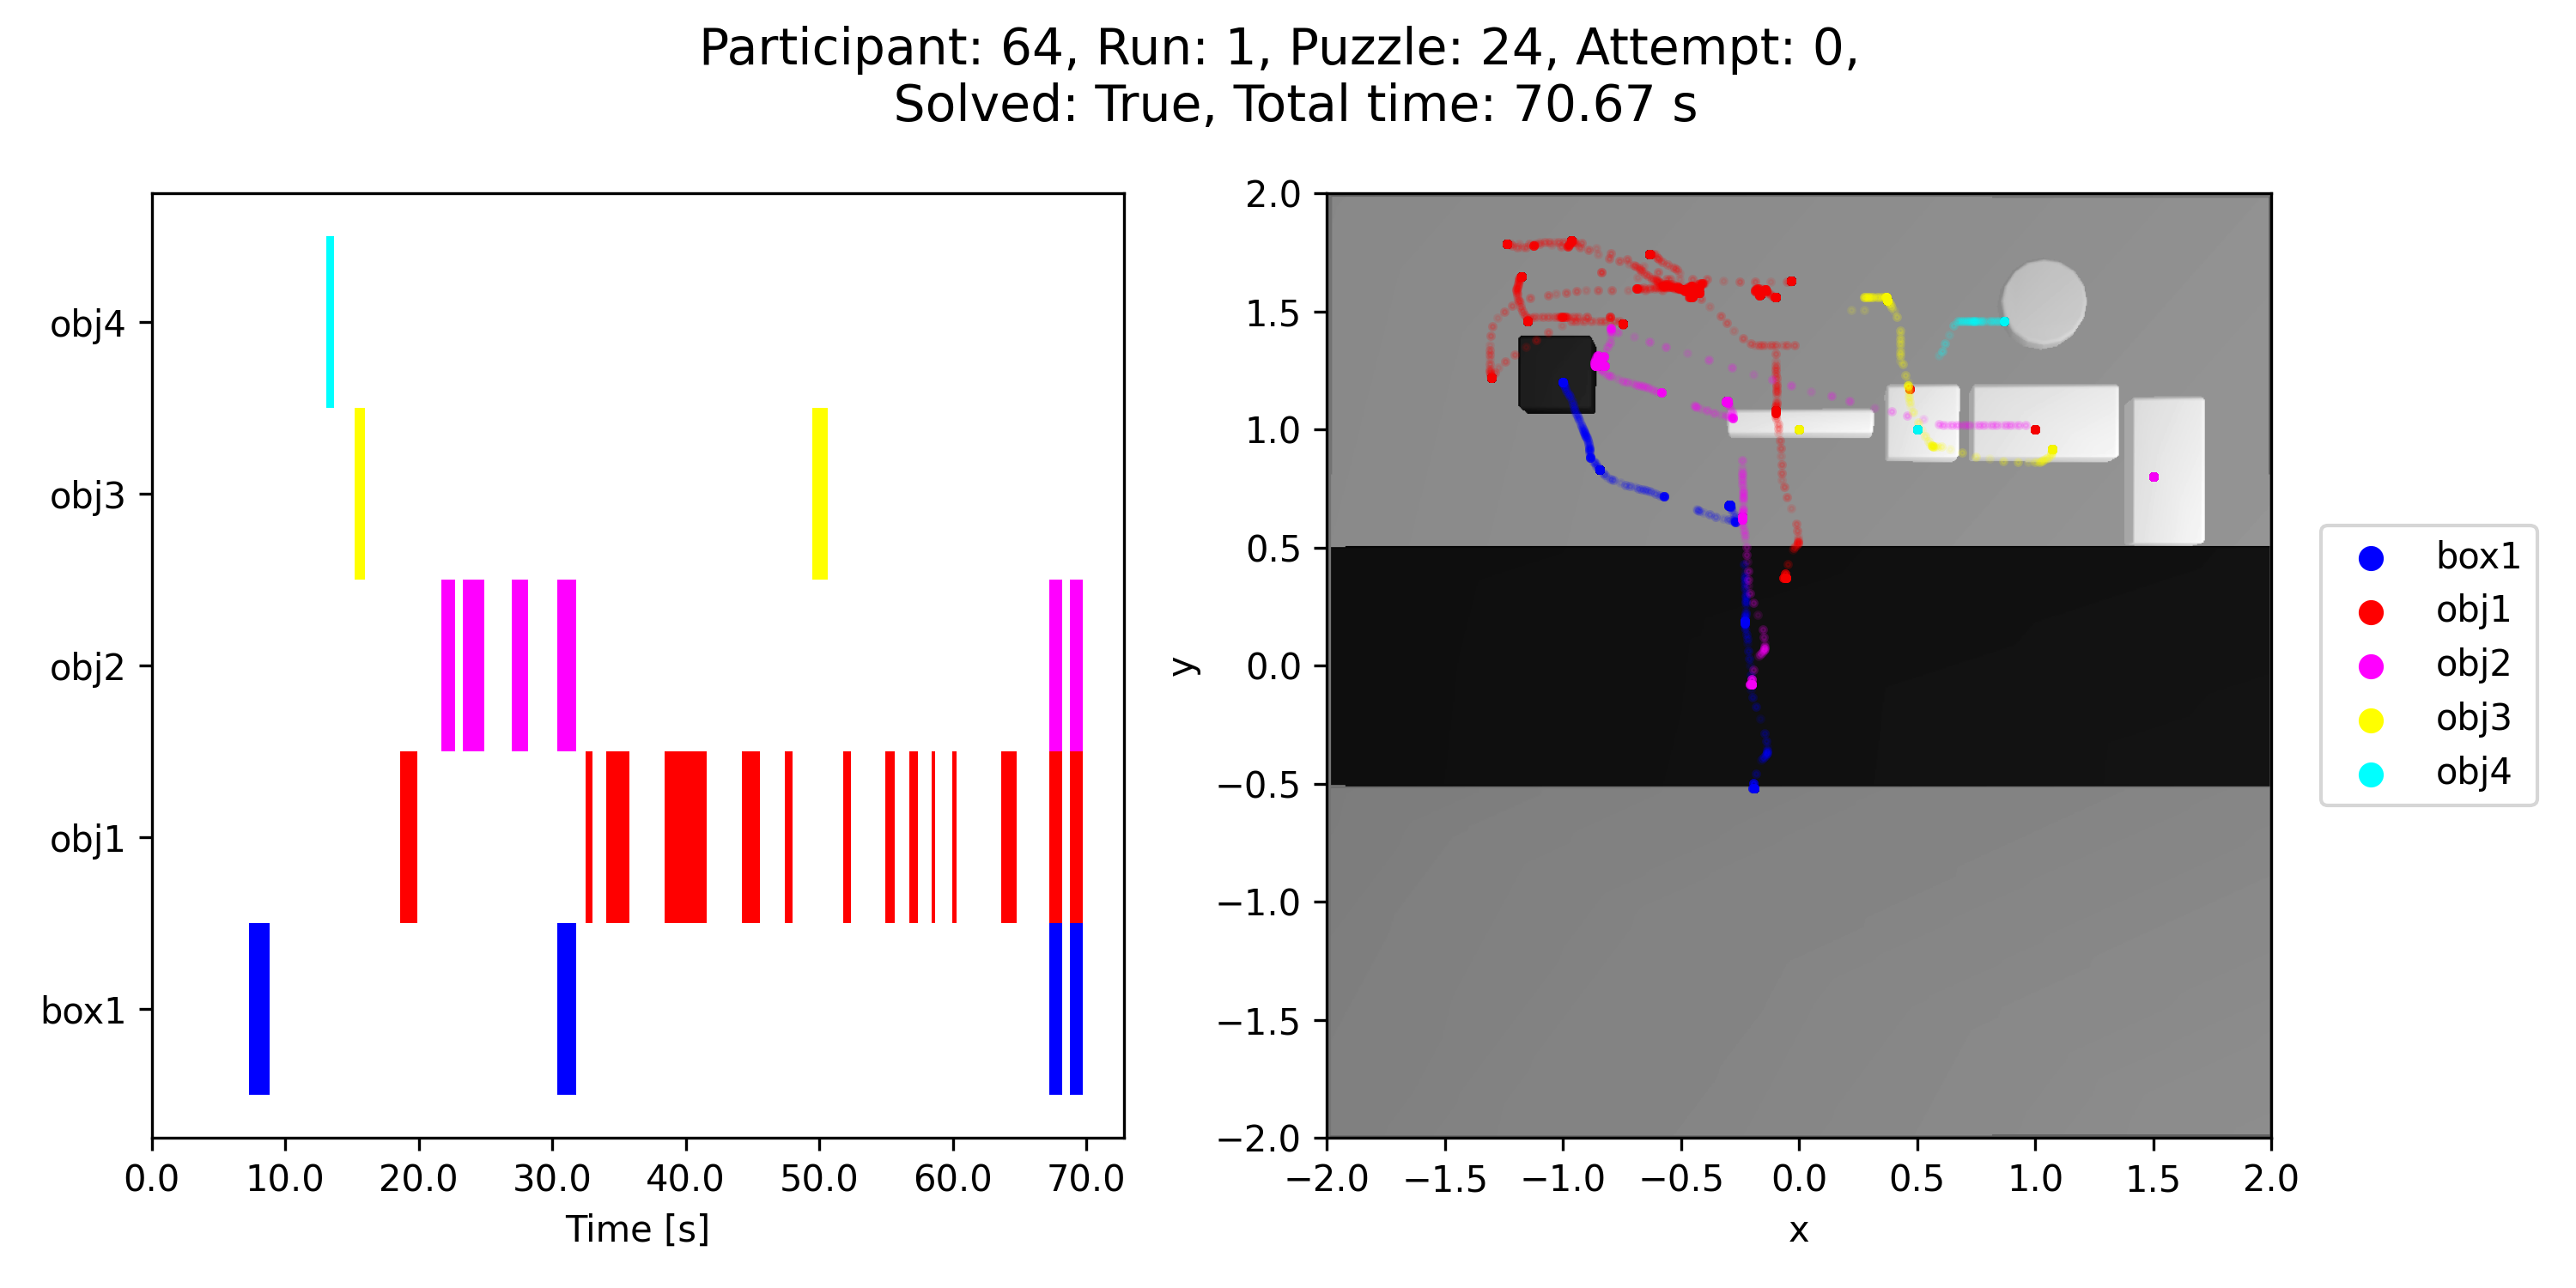 Participant: 64, Run: 1, Puzzle: 24, Attempt: 0,
Solved: True, Total time: 70.67 s
obj4
obj3
obj2
obj1
box1
0.0 10.0 20.0 30.0 40.0 50.0 60.0 70.0
Time [s]
2.0
1.5
1.0
0.5
0.0
−0.5
−1.0
−1.5
−2.0
y
−2.0 −1.5 −1.0 −0.5 0.0 0.5 1.0 1.5 2.0
x
box1
obj1
obj2
obj3
obj4